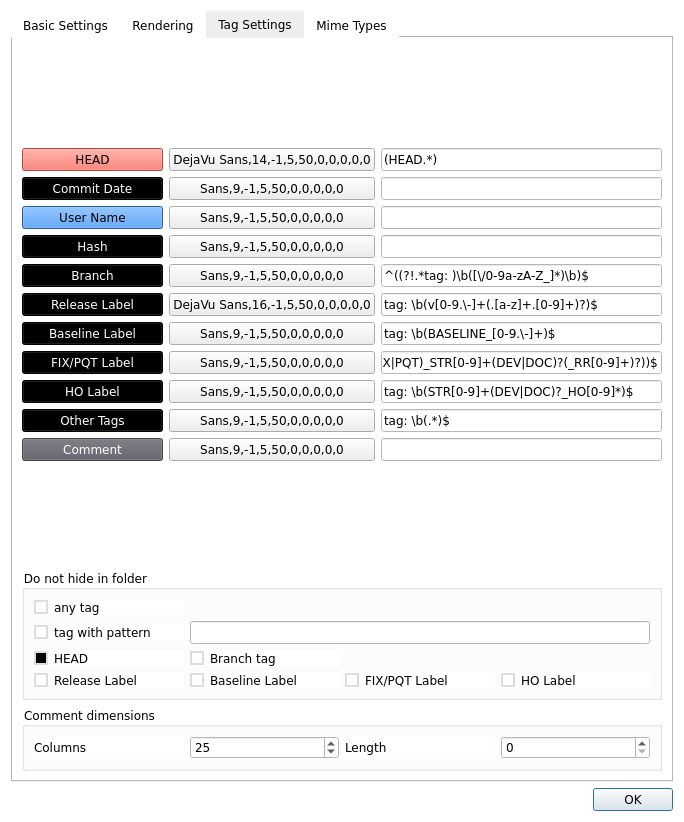 Basic Settings Rendering Tag Settings Mime Types
HEAD DejaVu Sans,14,-1,5,50,0,0,0,0,0 (HEAD.*)
Commit Date Sans,9,-1,5,50,0,0,0,0,0
User Name Sans,9,-1,5,50,0,0,0,0,0
Hash Sans,9,-1,5,50,0,0,0,0,0
Branch Sans,9,-1,5,50,0,0,0,0,0 ^((?!.*tag: )\b([\/0-9a-zA-Z_]*)\b)$
Release Label DejaVu Sans,16,-1,5,50,0,0,0,0,0 tag: \b(v[0-9.\-]+(.[a-z]+.[0-9]+)?)$
Baseline Label Sans,9,-1,5,50,0,0,0,0,0 tag: \b(BASELINE_[0-9.\-]+)$
FIX/PQT Label Sans,9,-1,5,50,0,0,0,0,0 X|PQT)_STR[0-9]+(DEV|DOC)?(_RR[0-9]+)?))$
HO Label Sans,9,-1,5,50,0,0,0,0,0 tag: \b(STR[0-9]+(DEV|DOC)?_HO[0-9]*)$
Other Tags Sans,9,-1,5,50,0,0,0,0,0 tag: \b(.*)$
Comment Sans,9,-1,5,50,0,0,0,0,0
Do not hide in folder
any tag
tag with pattern
HEAD Branch tag
Release Label Baseline Label FIX/PQT Label HO Label
Comment dimensions
Columns 25 Length 0
OK